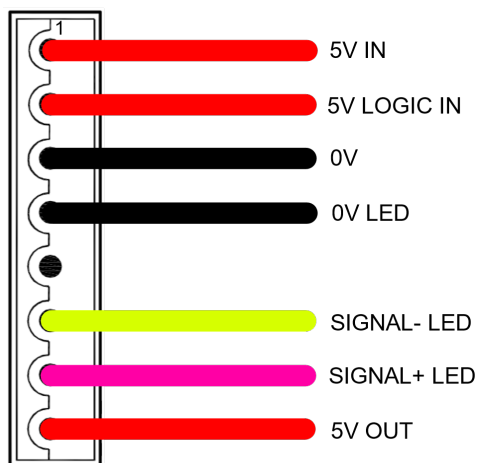 1
5V IN
5V LOGIC IN
0V
0V LED
SIGNAL- LED
SIGNAL+ LED
5V OUT